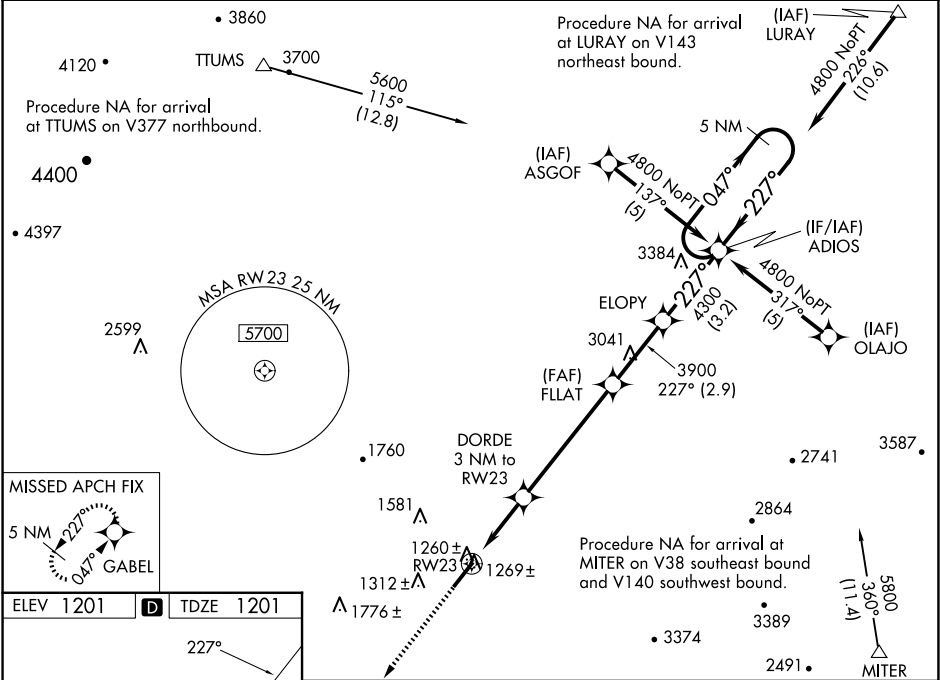 3860
TTUMS
3700
4120
5600
115°
(12.8)
Procedure NA for arrival
at TTUMS on V377 northbound.
4400
4397
Procedure NA for arrival
at LURAY on V143
northeast bound.
(IAF)
LURAY
4800 NoPT
226°
(10.6)
5 NM
(IAF)
ASGOF
4800 NoPT
137°
(5)
047°
227°
(IF/IAF)
ADIOS
3384
4800 NoPT
317°
(5)
(IAF)
OLAJO
227°
4300
(3.2)
ELOPY
3041
3900
227° (2.9)
(FAF)
FLLAT
MSA RW23 25 NM
5700
2599
1760
DORDE
3 NM to
RW23
2741
3587
2864
1581
1260 ±
RW23
1269 ±
1312 ±
1776 ±
Procedure NA for arrival at
MITER on V38 southeast bound
and V140 southwest bound.
3389
3374
2491
5800
360°
(11.4)
MITER
MISSED APCH FIX
5 NM
227°
047°
GABEL
ELEV 1201 D TDZE 1201
227°